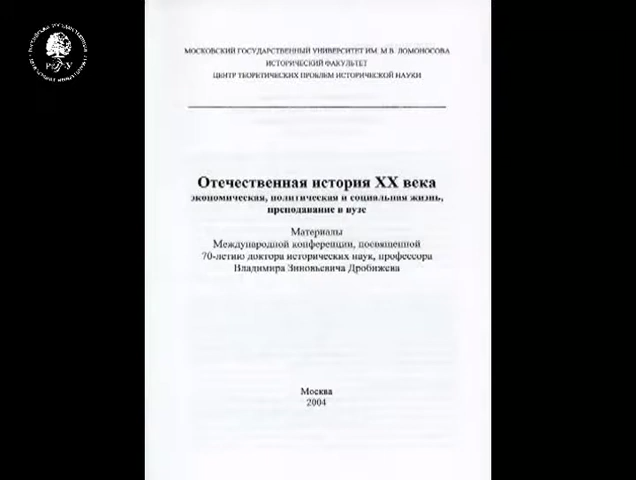 МОСКОВСКИЙ ГОСУДАРСТВЕННЫЙ УНИВЕРСИТЕТ ИМ. М.В. ЛОМОНОСОВА
ИСТОРИЧЕСКИЙ ФАКУЛЬТЕТ
ЦЕНТР ТЕОРЕТИЧЕСКИХ ПРОБЛЕМ ИСТОРИЧЕСКОЙ НАУКИ
Отечественная история XX века
экономическая, политическая и социальная жизнь,
преподавание в вузе
Материалы
Международной конференции, посвященной
70-летию доктора исторических наук, профессора
Владимира Зиновьевича Дробижева
Москва
2004